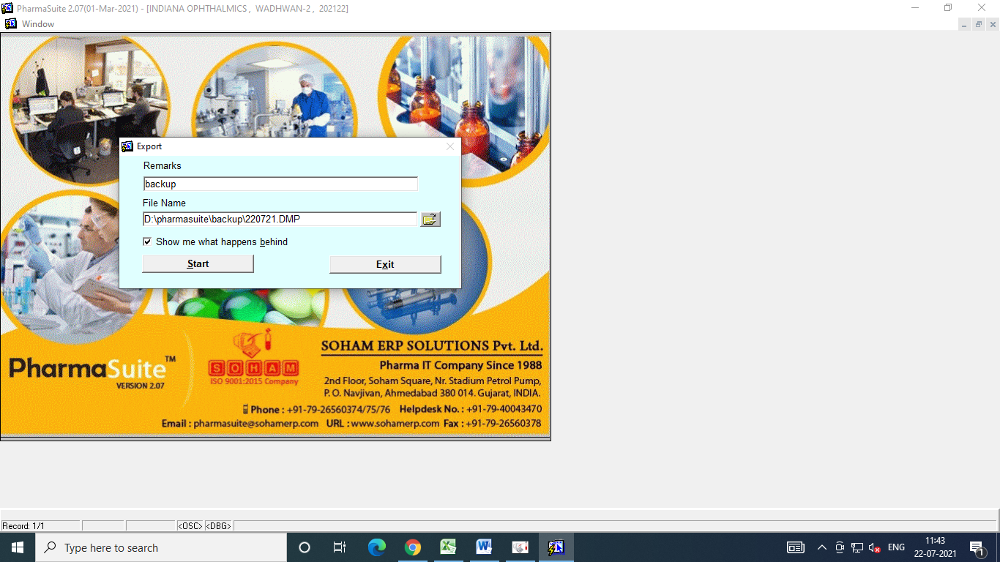 PharmaSuite 2.07(01-Mar-2021) - [INDIANA OPHTHALMICS , WADHWAN-2 , 202122]
Window
Export
Remarks
backup
File Name
D:\pharmasuite\backup\220721.DMP
Show me what happens behind
Start
Exit
PharmaSuite™
VERSION 2.07
SOHAM
ISO 9001:2015 Company
SOHAM ERP SOLUTIONS Pvt. Ltd.
Pharma IT Company Since 1988
2nd Floor, Soham Square, Nr. Stadium Petrol Pump,
P. O. Navjivan, Ahmedabad 380 014. Gujarat, INDIA.
Phone : +91-79-26560374/75/76 Helpdesk No. : +91-79-40043470
Email : pharmasuite@sohamerp.com URL : www.sohamerp.com Fax : +91-79-26560378
Record: 1/1
<OSC>
<DBG>
Type here to search
ENG
11:43
22-07-2021
1